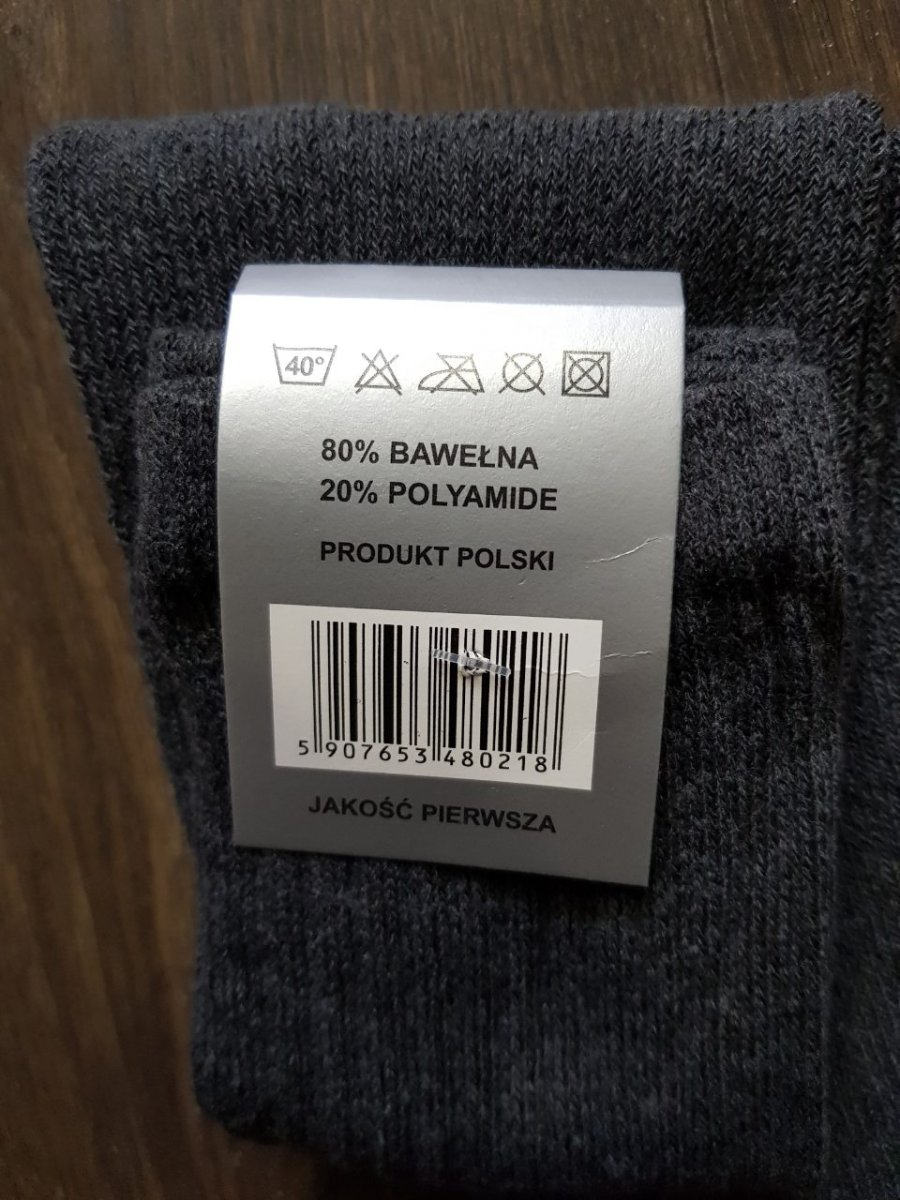 40°
80% BAWEŁNA
20% POLYAMIDE
PRODUKT POLSKI
5 907653 480218
JAKOŚĆ PIERWSZA